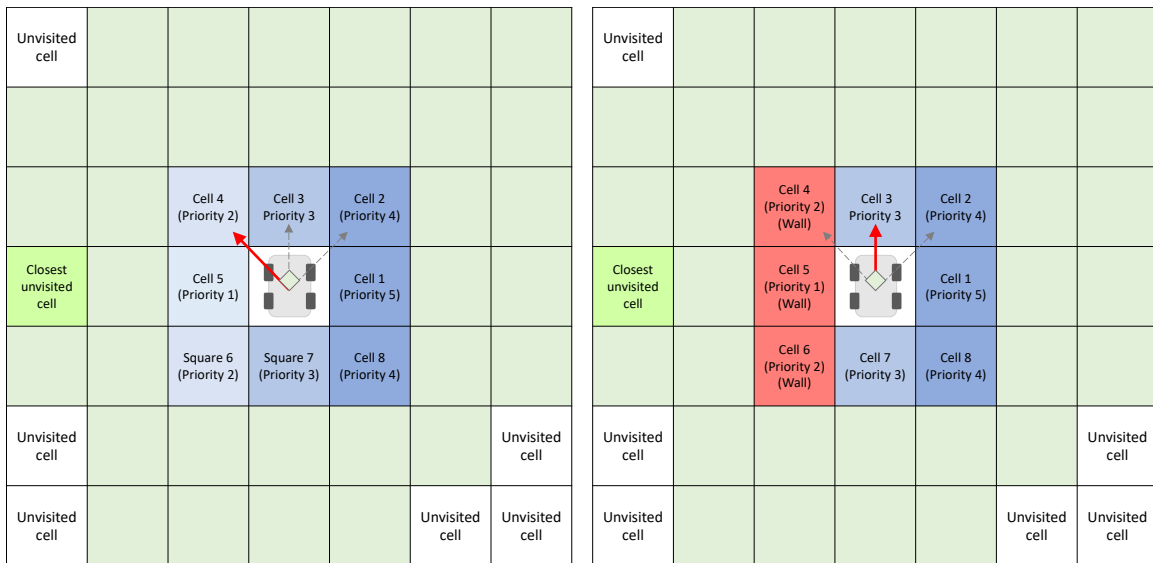 Unvisited
cell
Cell 4
(Priority 2)
Cell 3
Priority 3
Cell 2
(Priority 4)
Closest
unvisited
cell
Cell 5
(Priority 1)
Cell 1
(Priority 5)
Square 6
(Priority 2)
Square 7
(Priority 3)
Cell 8
(Priority 4)
Unvisited
cell
Unvisited
cell
Unvisited
cell
Unvisited
cell
Unvisited
cell
Unvisited
cell
Cell 4
(Priority 2)
(Wall)
Cell 3
Priority 3
Cell 2
(Priority 4)
Closest
unvisited
cell
Cell 5
(Priority 1)
(Wall)
Cell 1
(Priority 5)
Cell 6
(Priority 2)
(Wall)
Cell 7
(Priority 3)
Cell 8
(Priority 4)
Unvisited
cell
Unvisited
cell
Unvisited
cell
Unvisited
cell
Unvisited
cell